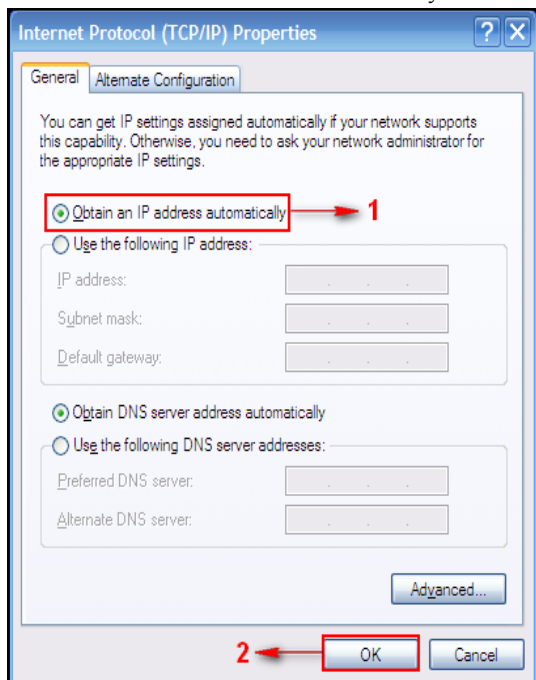 Internet Protocol (TCP/IP) Properties
General Alternate Configuration
You can get IP settings assigned automatically if your network supports
this capability. Otherwise, you need to ask your network administrator for
the appropriate IP settings.
Obtain an IP address automatically 1
Use the following IP address:
IP address:
Subnet mask:
Default gateway:
Obtain DNS server address automatically
Use the following DNS server addresses:
Preferred DNS server:
Alternate DNS server:
Advanced...
2 OK Cancel